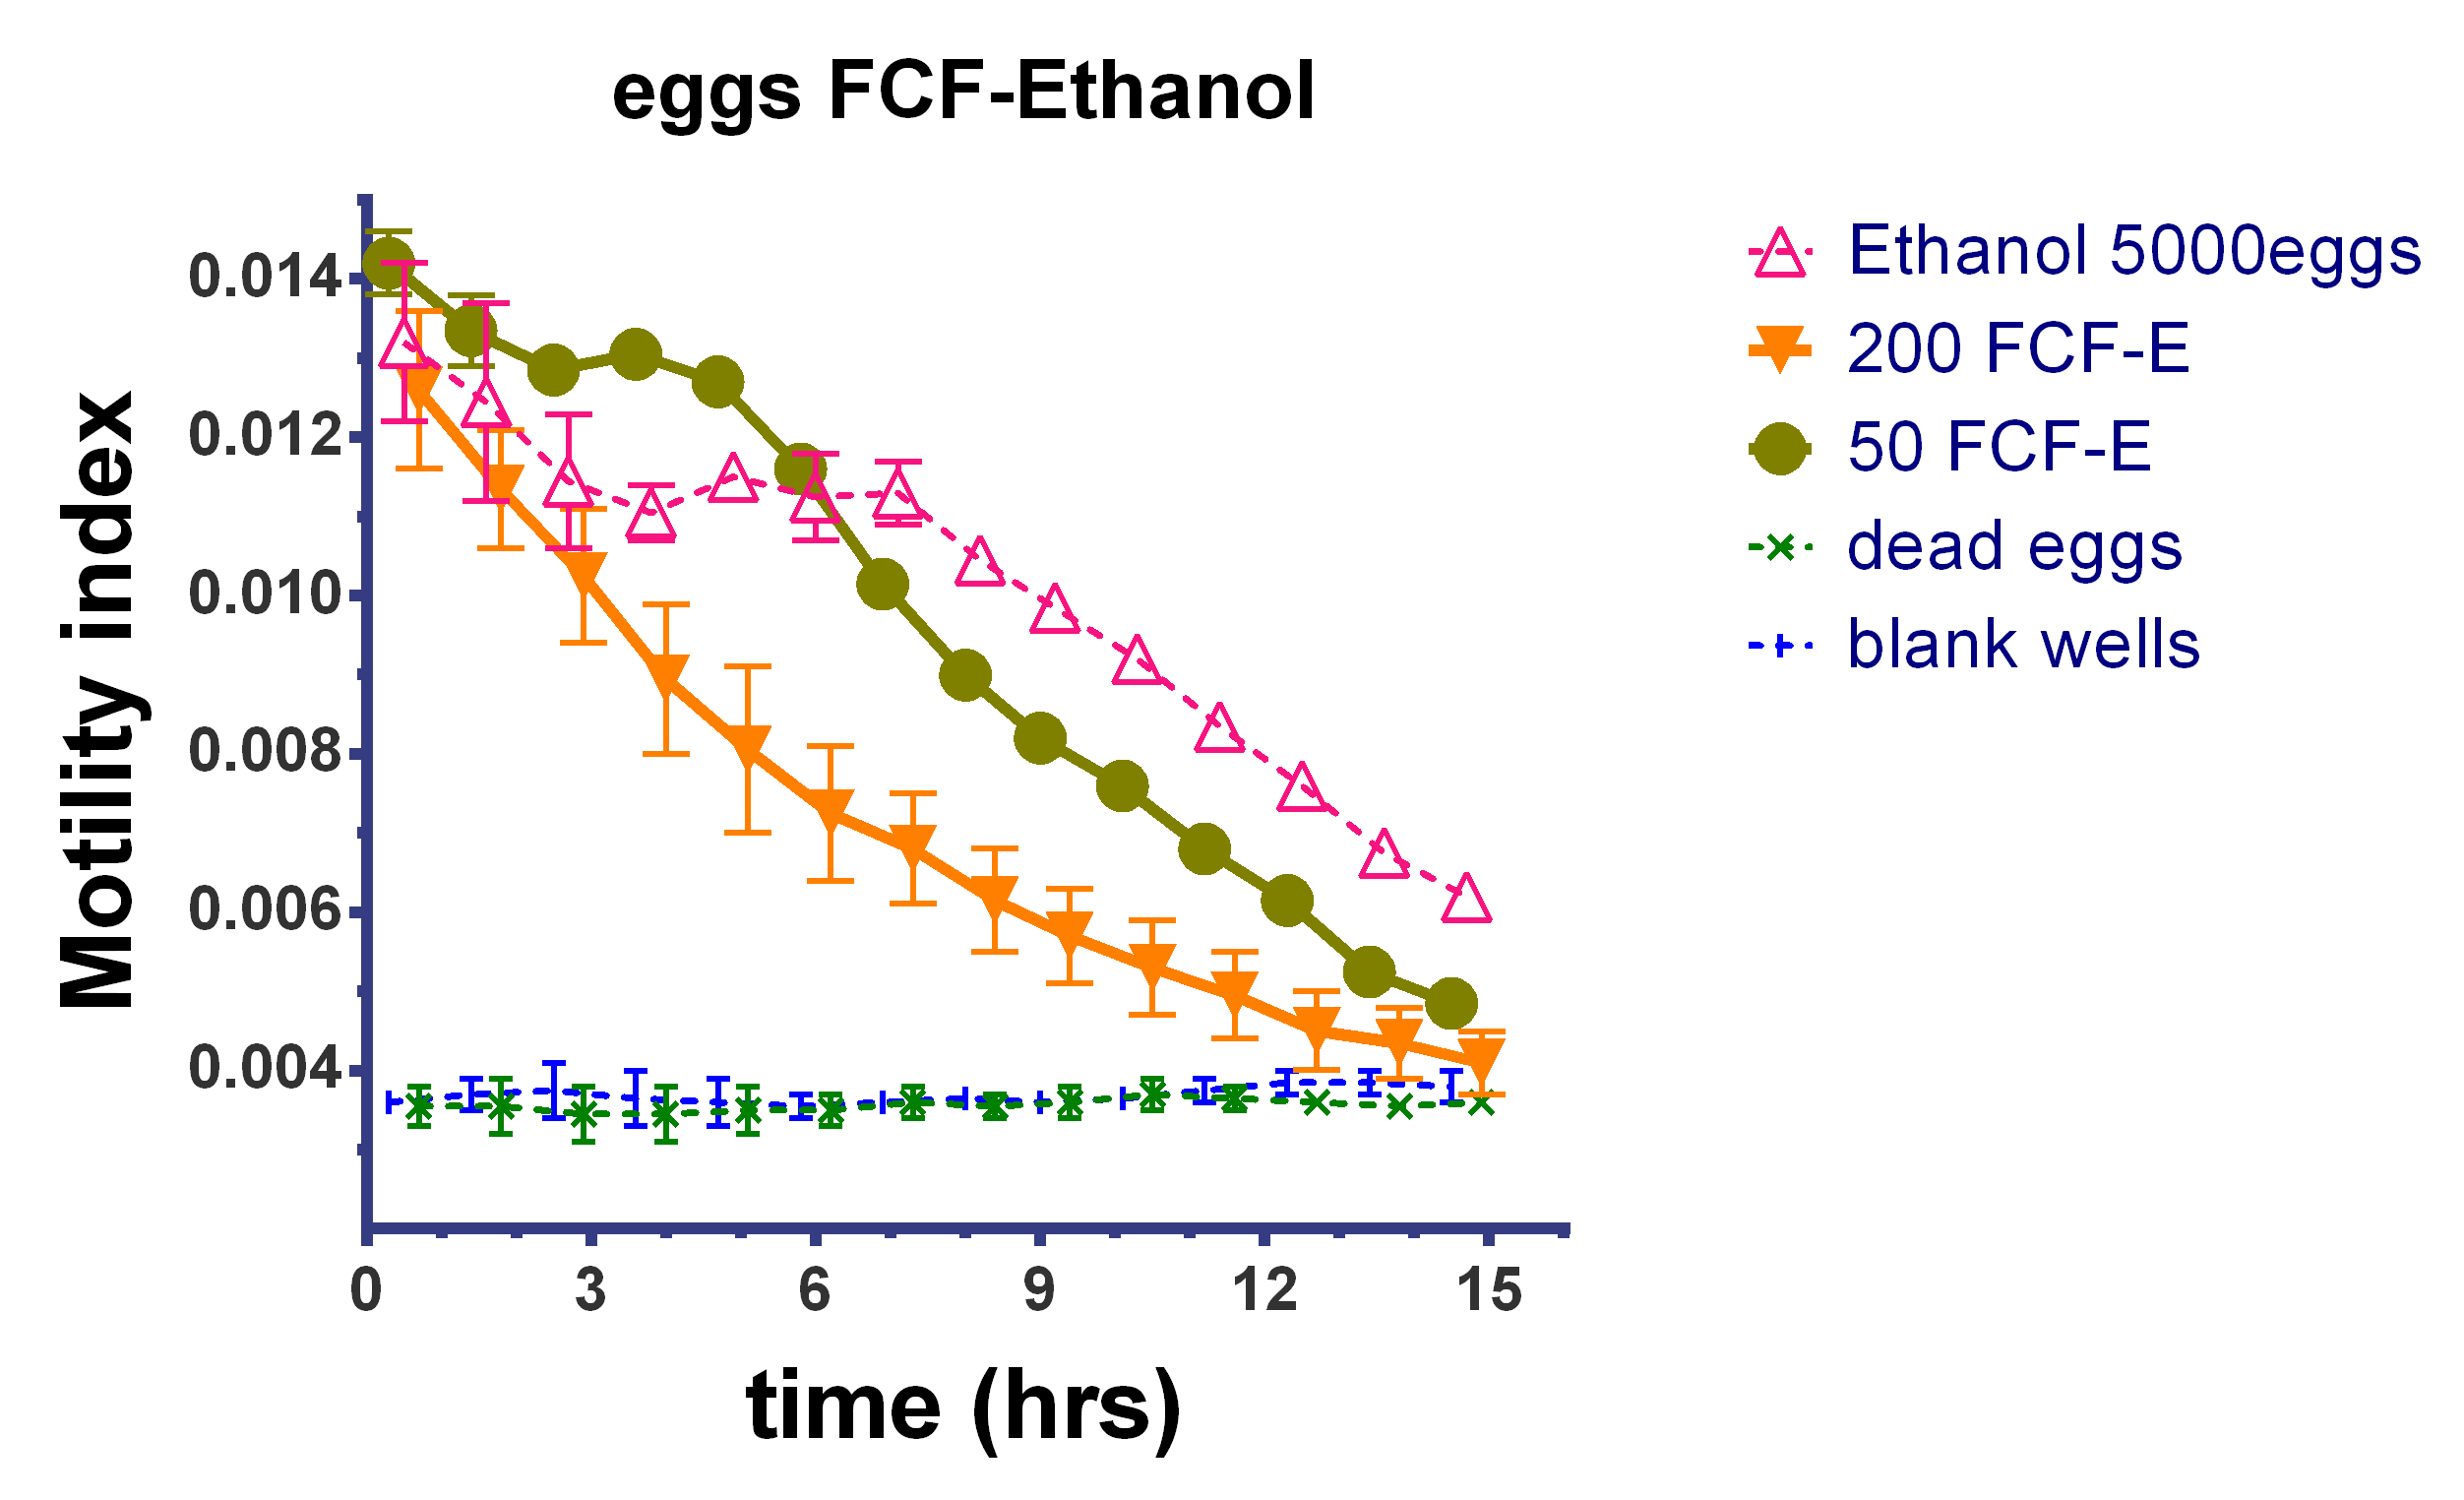 eggs FCF-Ethanol
Motility index
0.014
0.012
0.010
0.008
0.006
0.004
0
3
6
9
12
15
time (hrs)
Ethanol 5000eggs
200 FCF-E
50 FCF-E
dead eggs
blank wells